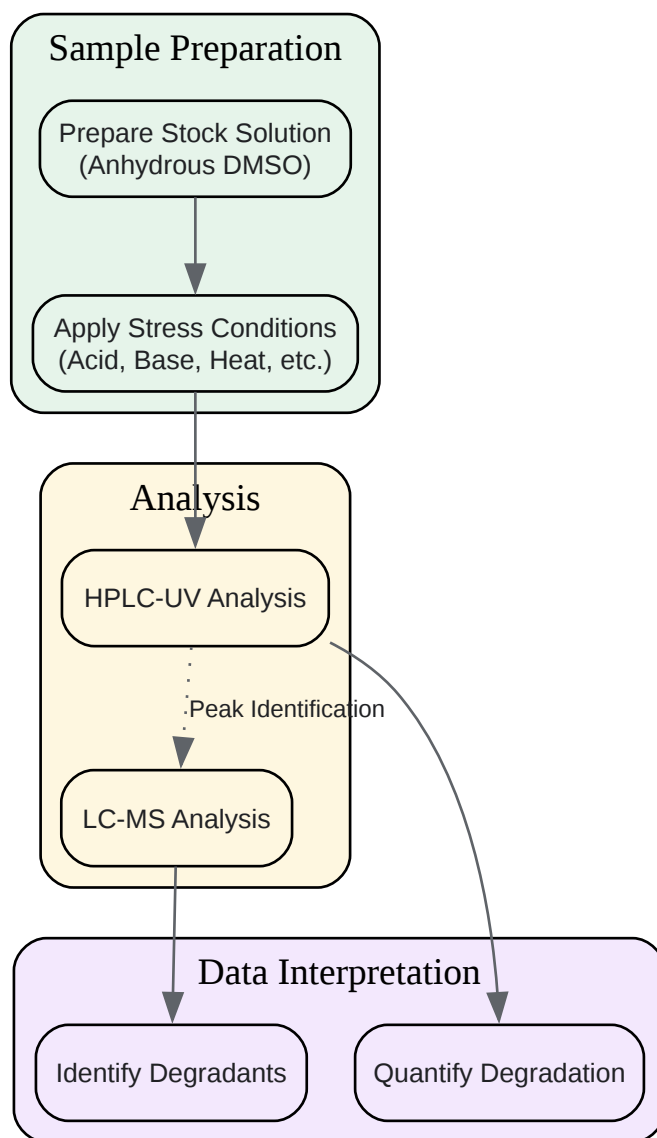 Sample Preparation
Prepare Stock Solution
(Anhydrous DMSO)
Apply Stress Conditions
(Acid, Base, Heat, etc.)
Analysis
HPLC-UV Analysis
Peak Identification
LC-MS Analysis
Data Interpretation
Identify Degradants
Quantify Degradation